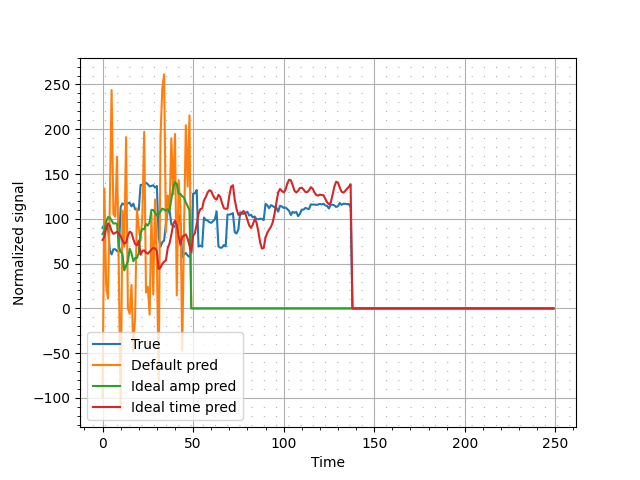 250
200
150
100
50
0
−50
−100
Normalized signal
True
Default pred
Ideal amp pred
Ideal time pred
0 50 100 150 200 250
Time